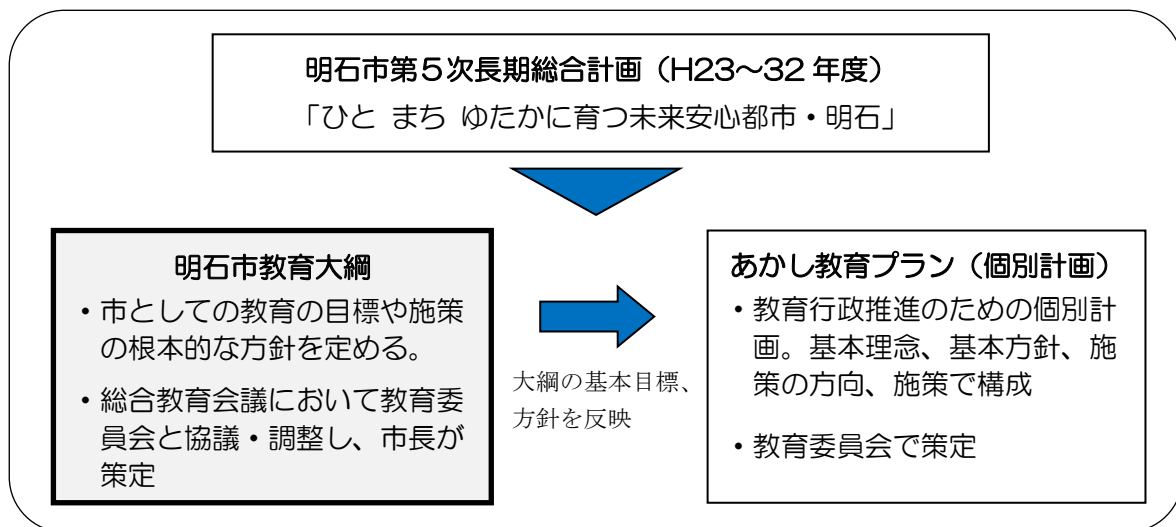 明石市第5次長期総合計画（H23～32 年度）
「ひと まち ゆたかに育つ未来安心都市・明石」
明石市教育大綱
・市としての教育の目標や施策
の根本的な方針を定める。
・総合教育会議において教育委
員会と協議・調整し、市長が
策定
大綱の基本目標、
方針を反映
あかし教育プラン（個別計画）
・教育行政推進のための個別計
画。基本理念、基本方針、施
策の方向、施策で構成
・教育委員会で策定